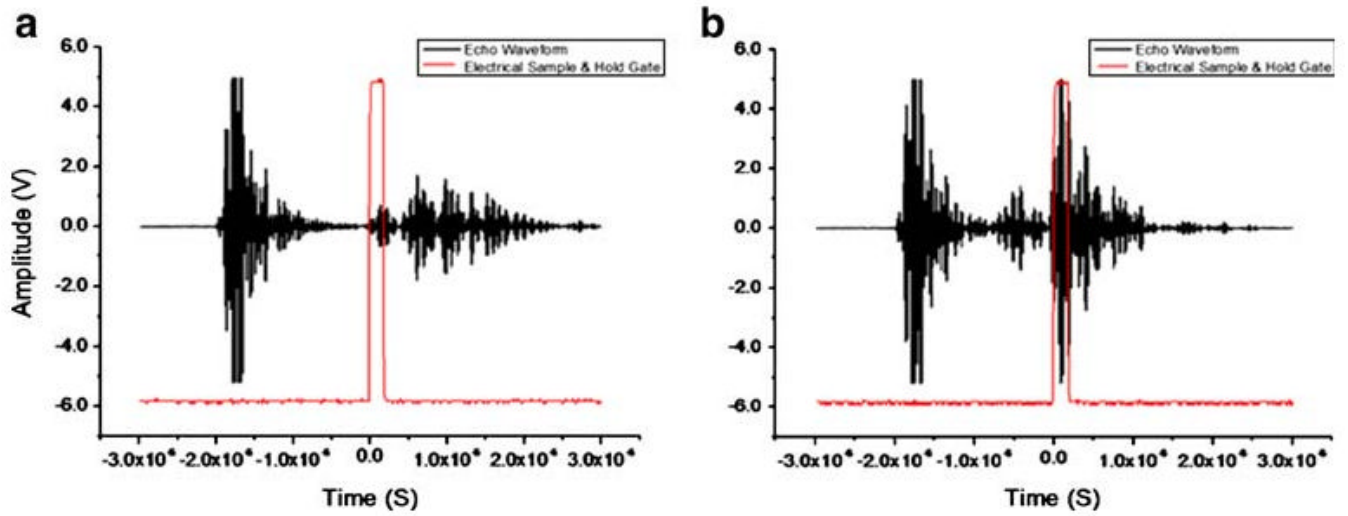 a
b
Echo Waveform
Electrical Sample & Hold Gate
6.0
4.0
2.0
0.0
-2.0
-4.0
-6.0
Amplitude (V)
-3.0x10⁻⁶ -2.0x10⁻⁶ -1.0x10⁻⁶ 0.0 1.0x10⁻⁶ 2.0x10⁻⁶ 3.0x10⁻⁶
Time (S)
Echo Waveform
Electrical Sample & Hold Gate
6.0
4.0
2.0
0.0
-2.0
-4.0
-6.0
-3.0x10⁻⁶ -2.0x10⁻⁶ -1.0x10⁻⁶ 0.0 1.0x10⁻⁶ 2.0x10⁻⁶ 3.0x10⁻⁶
Time (S)